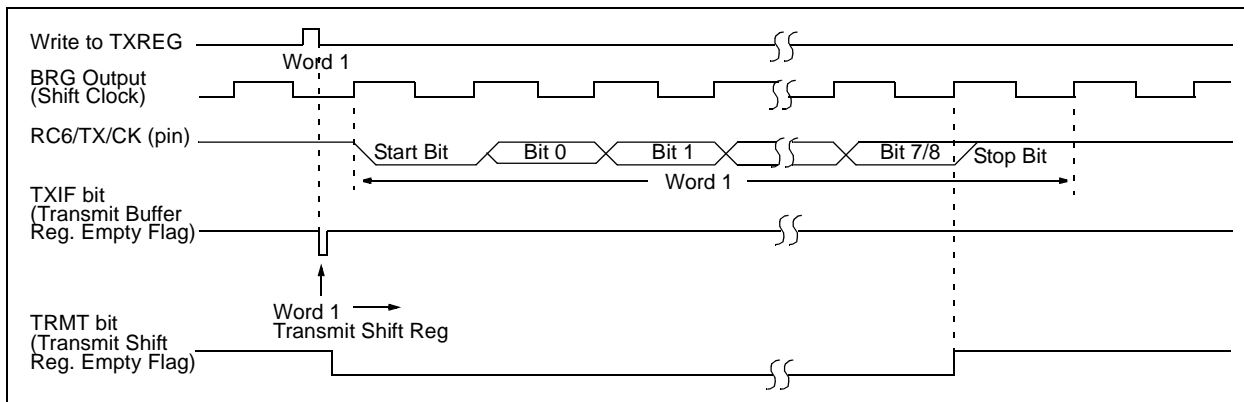 Write to TXREG
Word 1
BRG Output
(Shift Clock)
RC6/TX/CK (pin)
Start Bit
Bit 0
Bit 1
Bit 7/8
Stop Bit
Word 1
TXIF bit
(Transmit Buffer
Reg. Empty Flag)
Word 1
Transmit Shift Reg
TRMT bit
(Transmit Shift
Reg. Empty Flag)